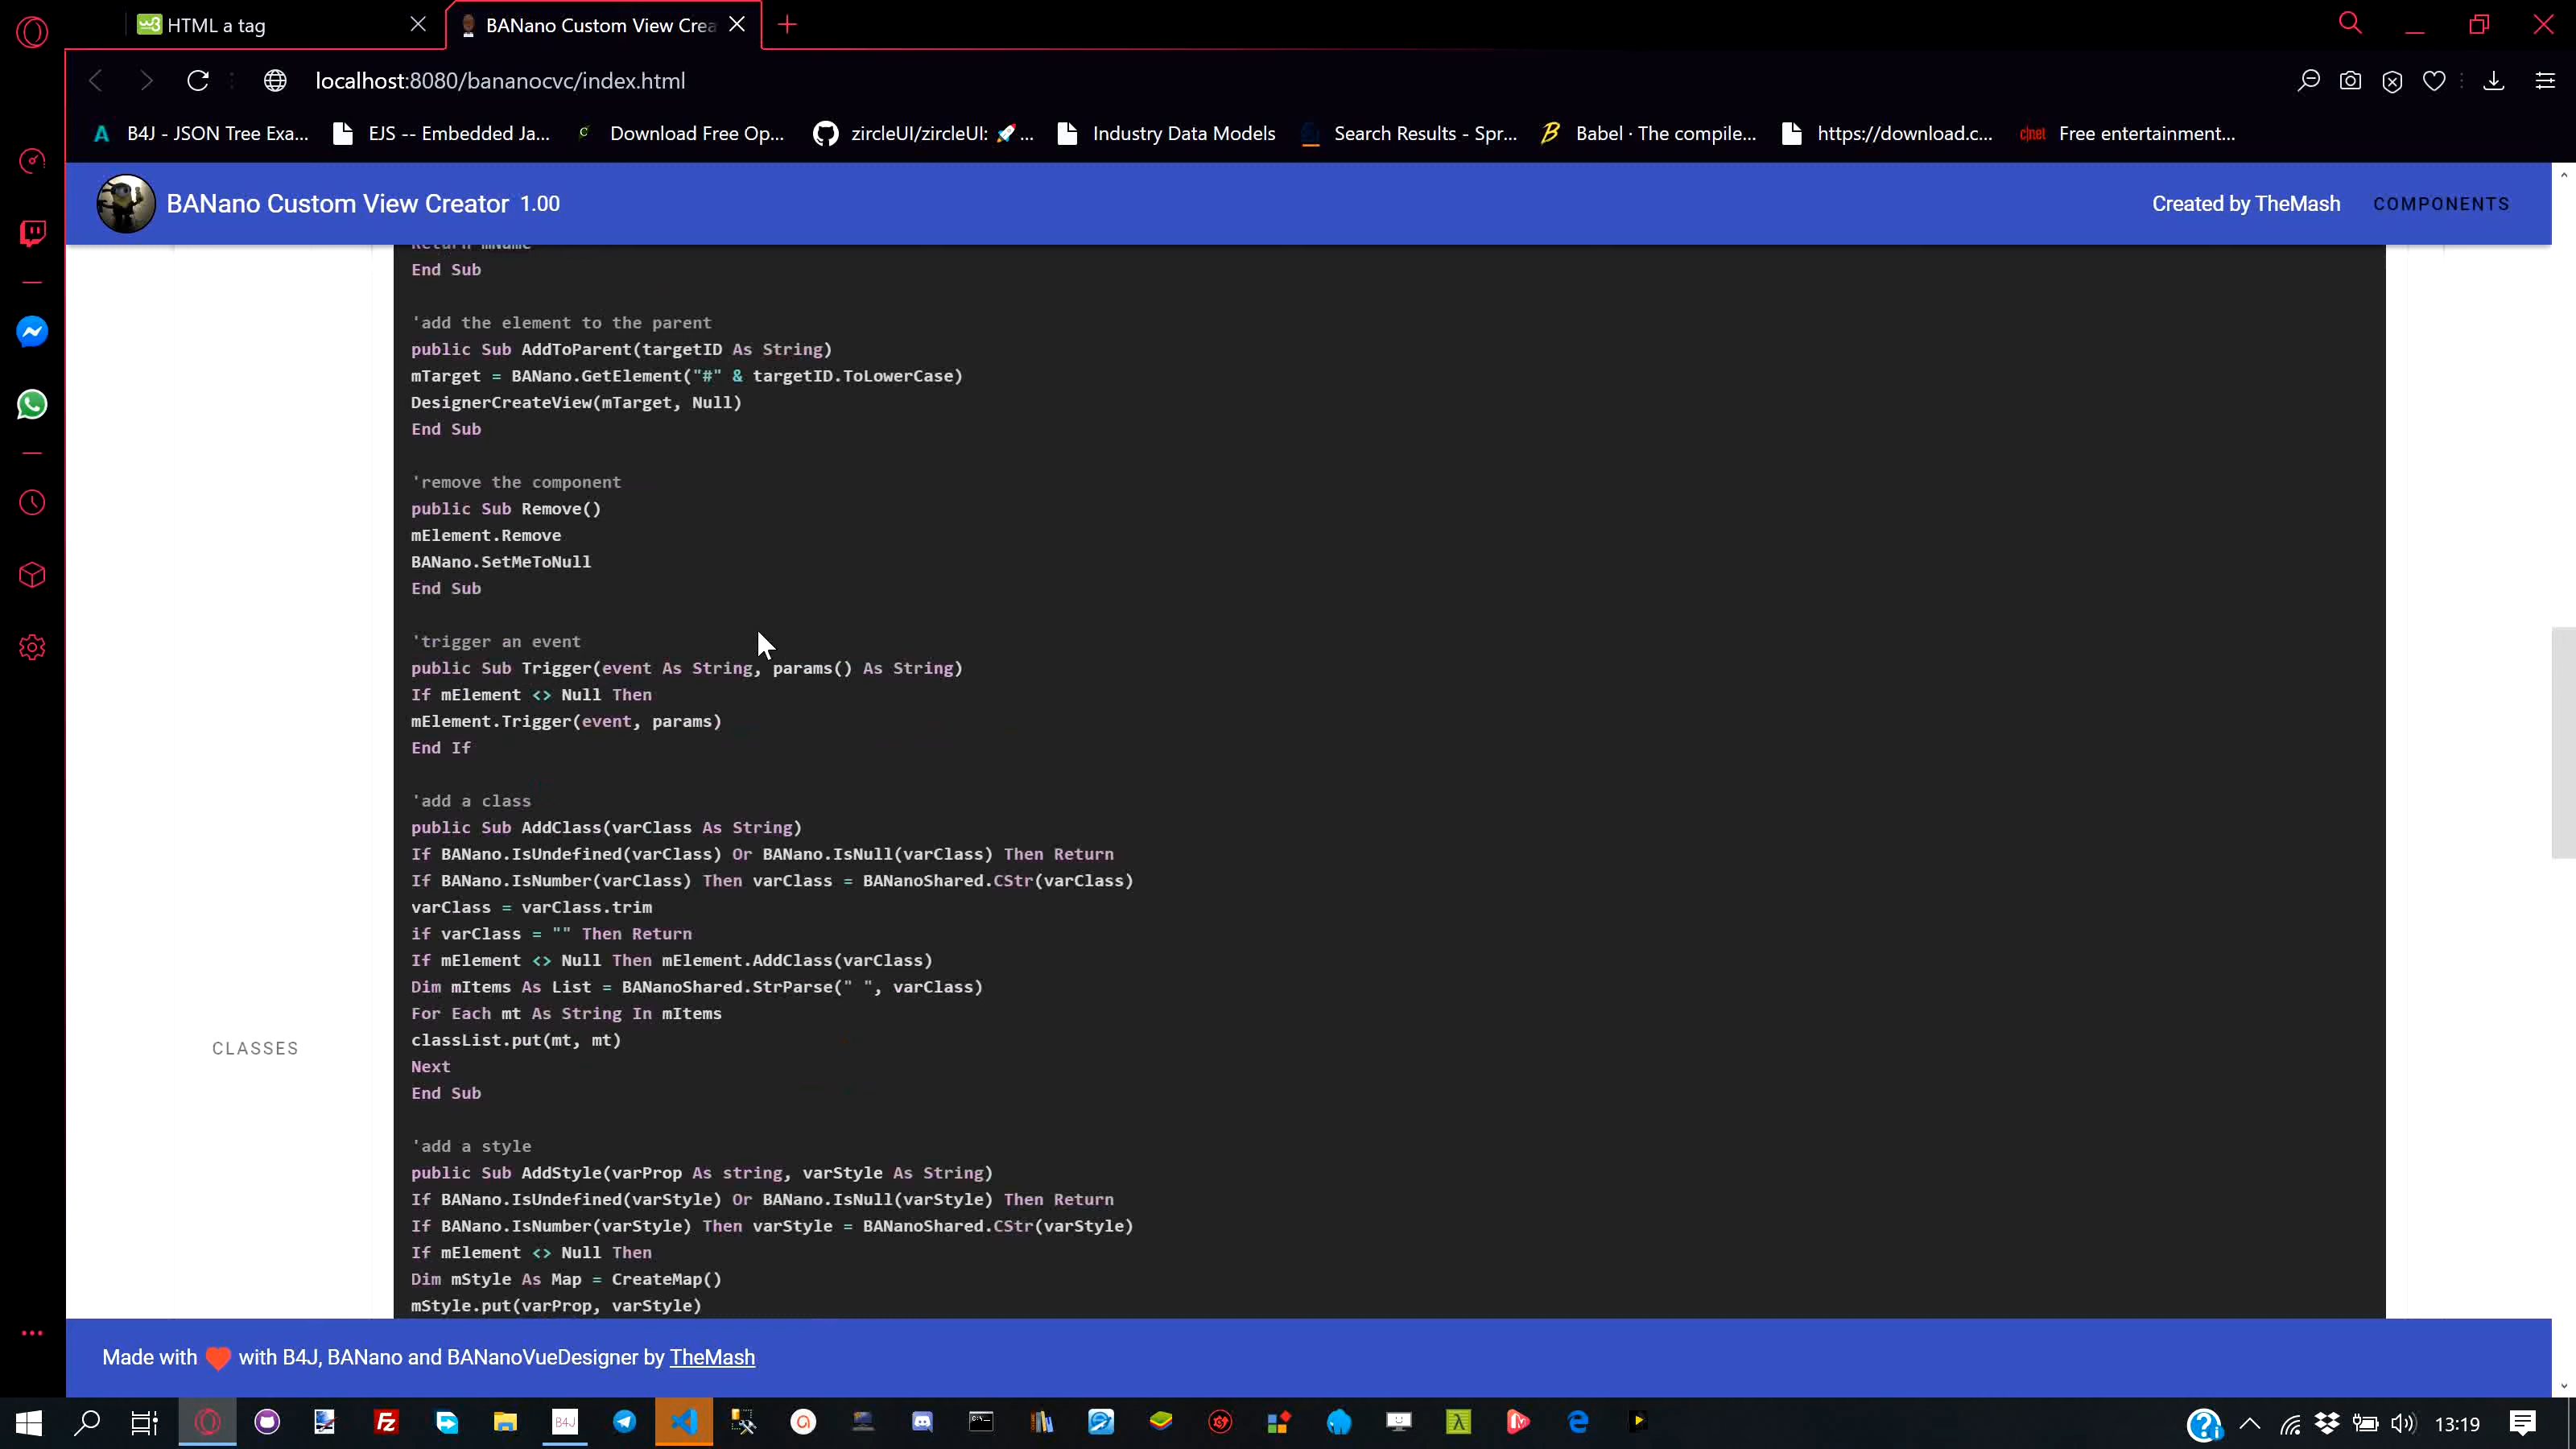 HTML a tag
BANano Custom View Crea
localhost:8080/bananocvc/index.html
B4J - JSON Tree Exa...
EJS -- Embedded Ja...
Download Free Op...
zircleUI/zircleUI: 🚀 ...
Industry Data Models
Search Results - Spr...
Babel · The compile...
https://download.c...
c|net
Free entertainment...
BANano Custom View Creator 1.00
Created by TheMash
COMPONENTS
Return mName
End Sub
'add the element to the parent
public Sub AddToParent(targetID As String)
mTarget = BANano.GetElement("#" & targetID.ToLowerCase)
DesignerCreateView(mTarget, Null)
End Sub
'remove the component
public Sub Remove()
mElement.Remove
BANano.SetMeToNull
End Sub
'trigger an event
public Sub Trigger(event As String, params() As String)
If mElement <> Null Then
mElement.Trigger(event, params)
End If
'add a class
public Sub AddClass(varClass As String)
If BANano.IsUndefined(varClass) Or BANano.IsNull(varClass) Then Return
If BANano.IsNumber(varClass) Then varClass = BANanoShared.CStr(varClass)
varClass = varClass.trim
if varClass = "" Then Return
If mElement <> Null Then mElement.AddClass(varClass)
Dim mItems As List = BANanoShared.StrParse(" ", varClass)
For Each mt As String In mItems
classList.put(mt, mt)
Next
End Sub
CLASSES
'add a style
public Sub AddStyle(varProp As string, varStyle As String)
If BANano.IsUndefined(varStyle) Or BANano.IsNull(varStyle) Then Return
If BANano.IsNumber(varStyle) Then varStyle = BANanoShared.CStr(varStyle)
If mElement <> Null Then
Dim mStyle As Map = CreateMap()
mStyle.put(varProp, varStyle)
Made with ❤ with B4J, BANano and BANanoVueDesigner by TheMash
B4J
13:19